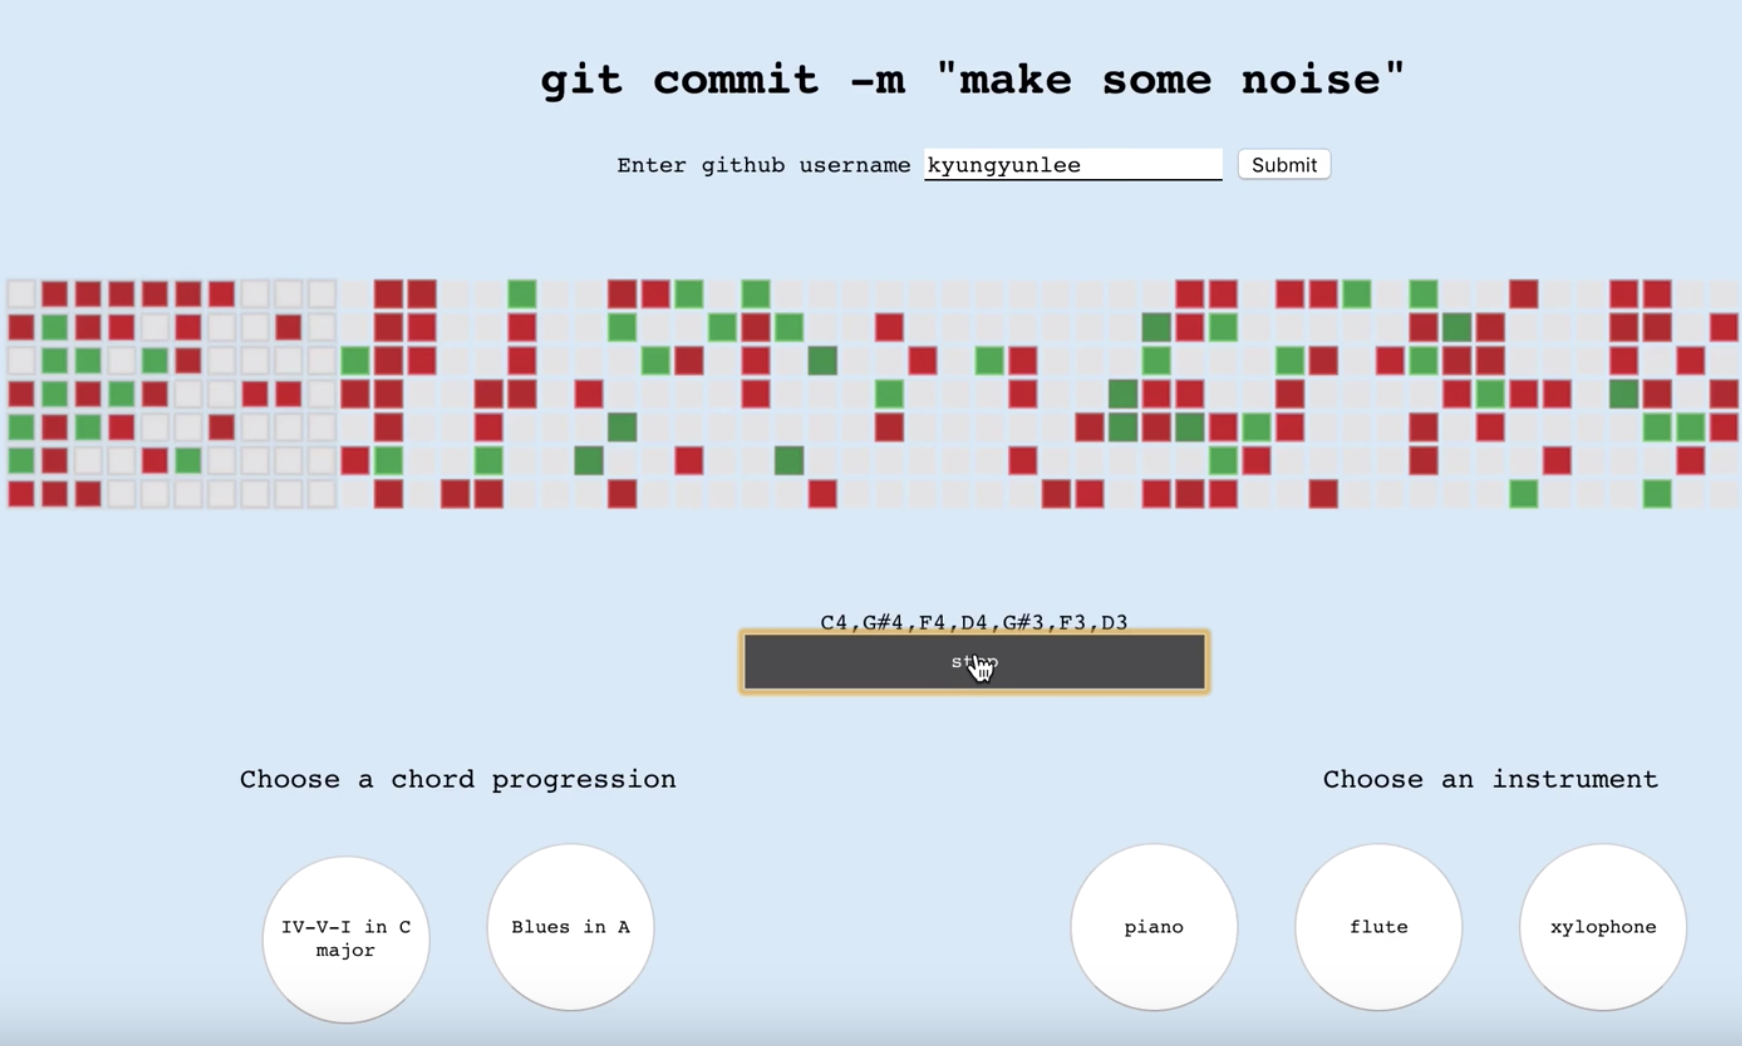 git commit -m "make some noise"
Enter github username kyungyunlee Submit
C4,G#4,F4,D4,G#3,F3,D3
stop
Choose a chord progression
Choose an instrument
IV-V-I in C
major
Blues in A
piano
flute
xylophone